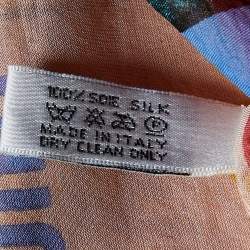 100% SOIE SILK
MADE IN ITALY
DRY CLEAN ONLY